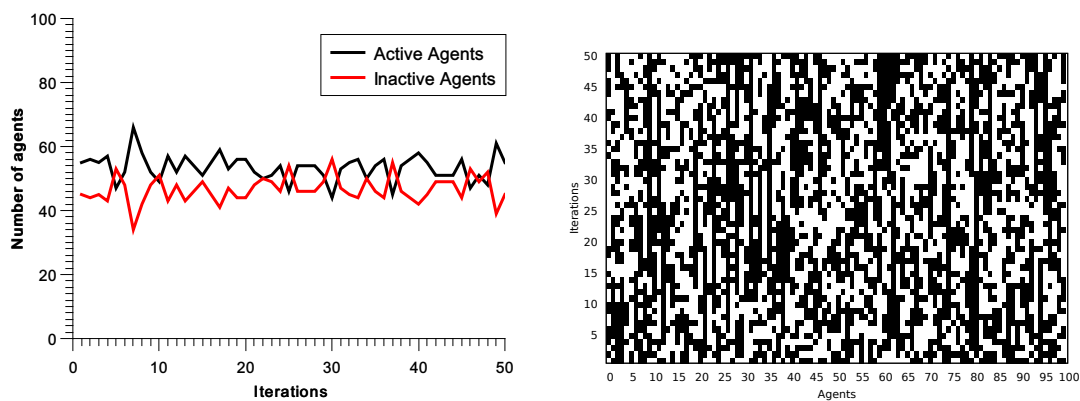 100
80
60
40
20
0
Number of agents
Active Agents
Inactive Agents
0 10 20 30 40 50
Iterations
50
45
40
35
30
25
20
15
10
5
Iterations
0 5 10 15 20 25 30 35 40 45 50 55 60 65 70 75 80 85 90 95 100
Agents